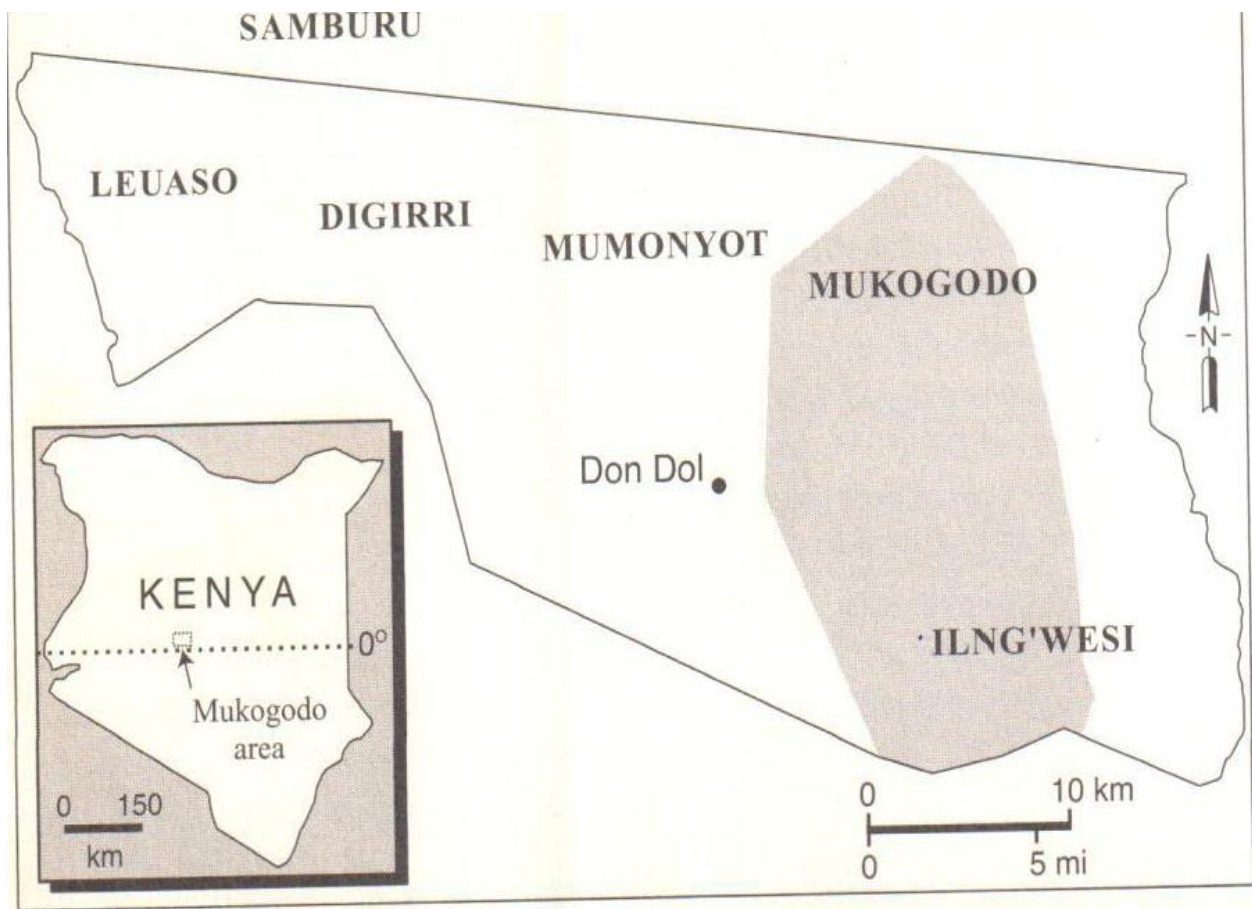 SAMBURU
LEUASO
DIGIRRI
MUMONYOT
MUKOGODO
N
Don Dol
ILNG'WESI
KENYA
0°
Mukogodo
area
0 150
km
0 10 km
0 5 mi